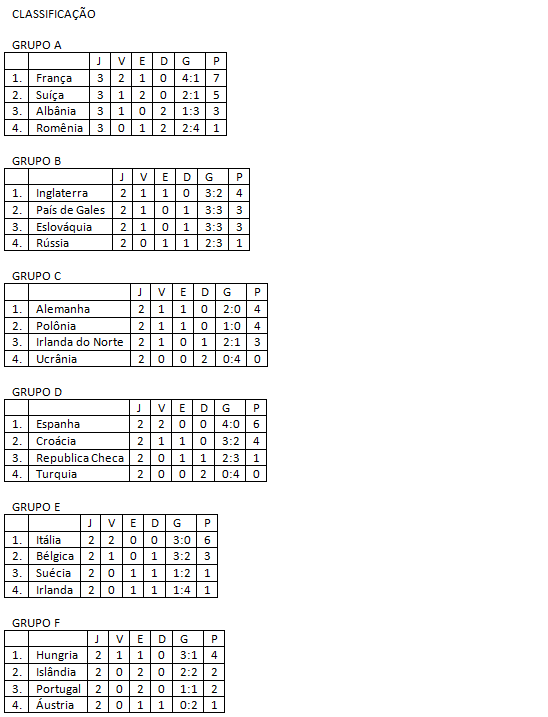 CLASSIFICAÇÃO
GRUPO A
J V E D G P
1. França 3 2 1 0 4:1 7
2. Suíça 3 1 2 0 2:1 5
3. Albânia 3 1 0 2 1:3 3
4. Romênia 3 0 1 2 2:4 1
GRUPO B
J V E D G P
1. Inglaterra 2 1 1 0 3:2 4
2. País de Gales 2 1 0 1 3:3 3
3. Eslováquia 2 1 0 1 3:3 3
4. Rússia 2 0 1 1 2:3 1
GRUPO C
J V E D G P
1. Alemanha 2 1 1 0 2:0 4
2. Polônia 2 1 1 0 1:0 4
3. Irlanda do Norte 2 1 0 1 2:1 3
4. Ucrânia 2 0 0 2 0:4 0
GRUPO D
J V E D G P
1. Espanha 2 2 0 0 4:0 6
2. Croácia 2 1 1 0 3:2 4
3. Republica Checa 2 0 1 1 2:3 1
4. Turquia 2 0 0 2 0:4 0
GRUPO E
J V E D G P
1. Itália 2 2 0 0 3:0 6
2. Bélgica 2 1 0 1 3:2 3
3. Suécia 2 0 1 1 1:2 1
4. Irlanda 2 0 1 1 1:4 1
GRUPO F
J V E D G P
1. Hungria 2 1 1 0 3:1 4
2. Islândia 2 0 2 0 2:2 2
3. Portugal 2 0 2 0 1:1 2
4. Áustria 2 0 1 1 0:2 1